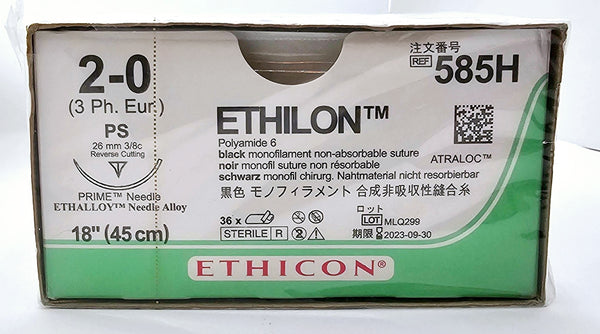 2-0
(3 Ph. Eur.)
PS
26 mm 3/8c
Reverse Cutting
PRIME™ Needle
ETHALLOY™ Needle Alloy
18" (45 cm)
注文番号
REF 585H
ETHILON™
Polyamide 6
ATRALOC™
black monofilament non-absorbable suture
noir monofil suture non résorbable
schwarz monofil chirurg. Nahtmaterial nicht resorbierbar
黒色 モノフィラメント 合成非吸収性縫合糸
36 x
STERILE R
ロット
LOT MLQ299
期限 2023-09-30
ETHICON®